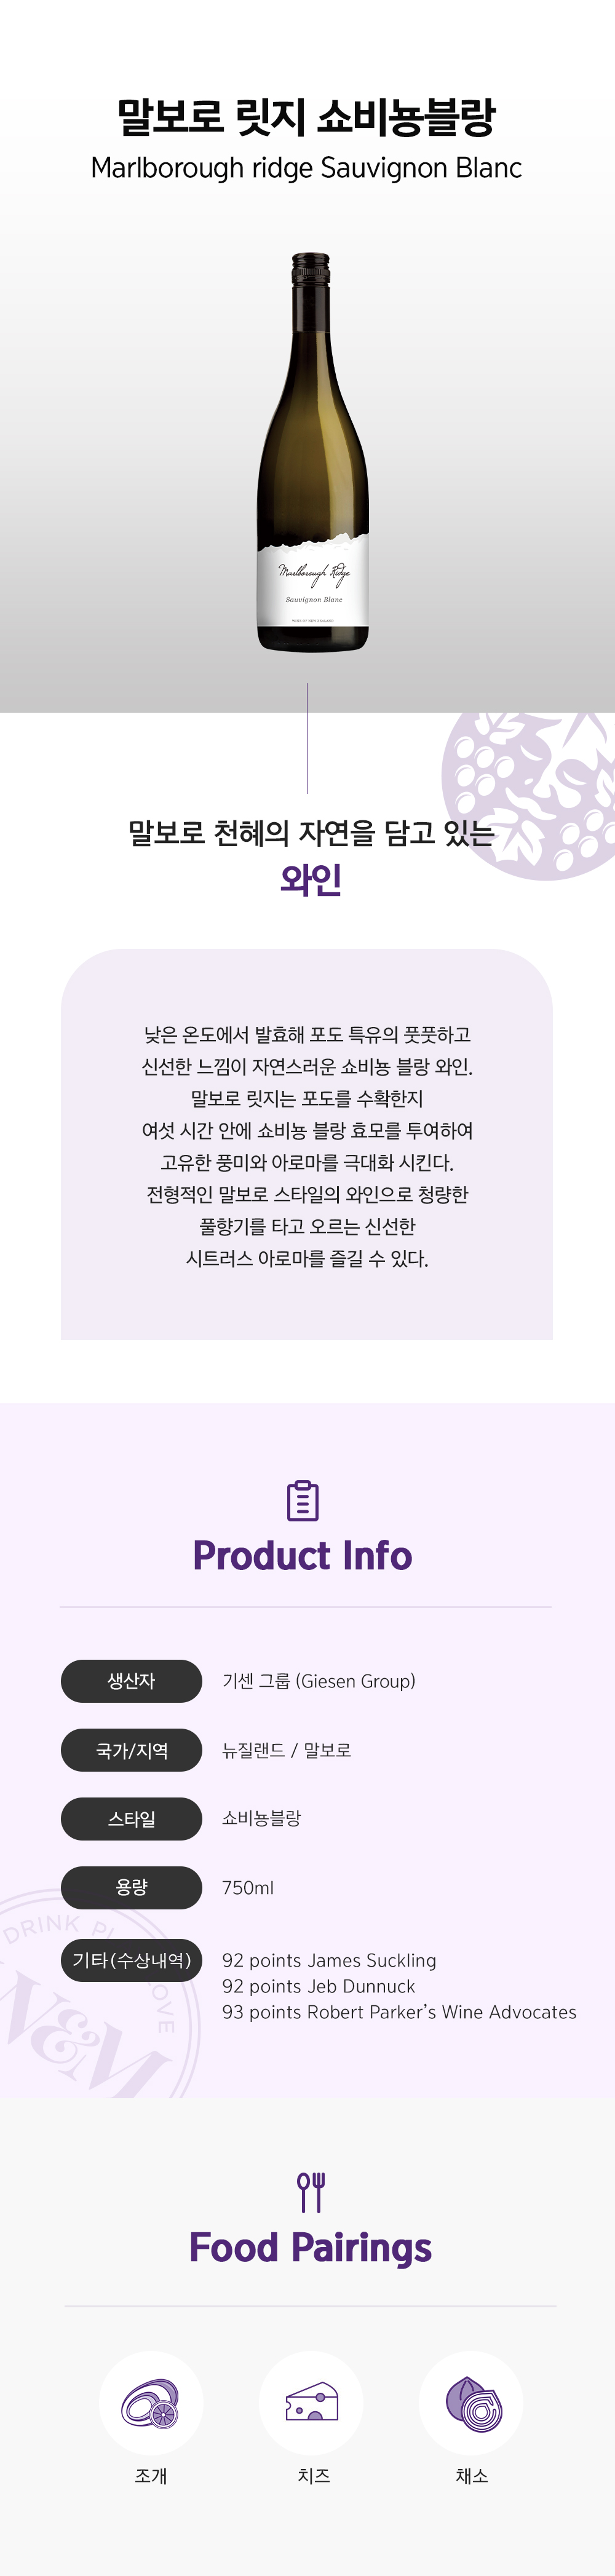 말보로 릿지 쇼비뇽블랑
Marlborough ridge Sauvignon Blanc
Marlborough Ridge
Sauvignon Blanc
WINE OF NEW ZEALAND
말보로 천혜의 자연을 담고 있는
와인
낮은 온도에서 발효해 포도 특유의 풋풋하고
신선한 느낌이 자연스러운 쇼비뇽 블랑 와인.
말보로 릿지는 포도를 수확한지
여섯 시간 안에 쇼비뇽 블랑 효모를 투여하여
고유한 풍미와 아로마를 극대화 시킨다.
전형적인 말보로 스타일의 와인으로 청량한
풀향기를 타고 오르는 신선한
시트러스 아로마를 즐길 수 있다.
Product Info
생산자 기센 그룹 (Giesen Group)
국가/지역 뉴질랜드 / 말보로
스타일 쇼비뇽블랑
용량 750ml
기타(수상내역) 92 points James Suckling
92 points Jeb Dunnuck
93 points Robert Parker’s Wine Advocates
DRINK
N&M
Food Pairings
조개 치즈 채소